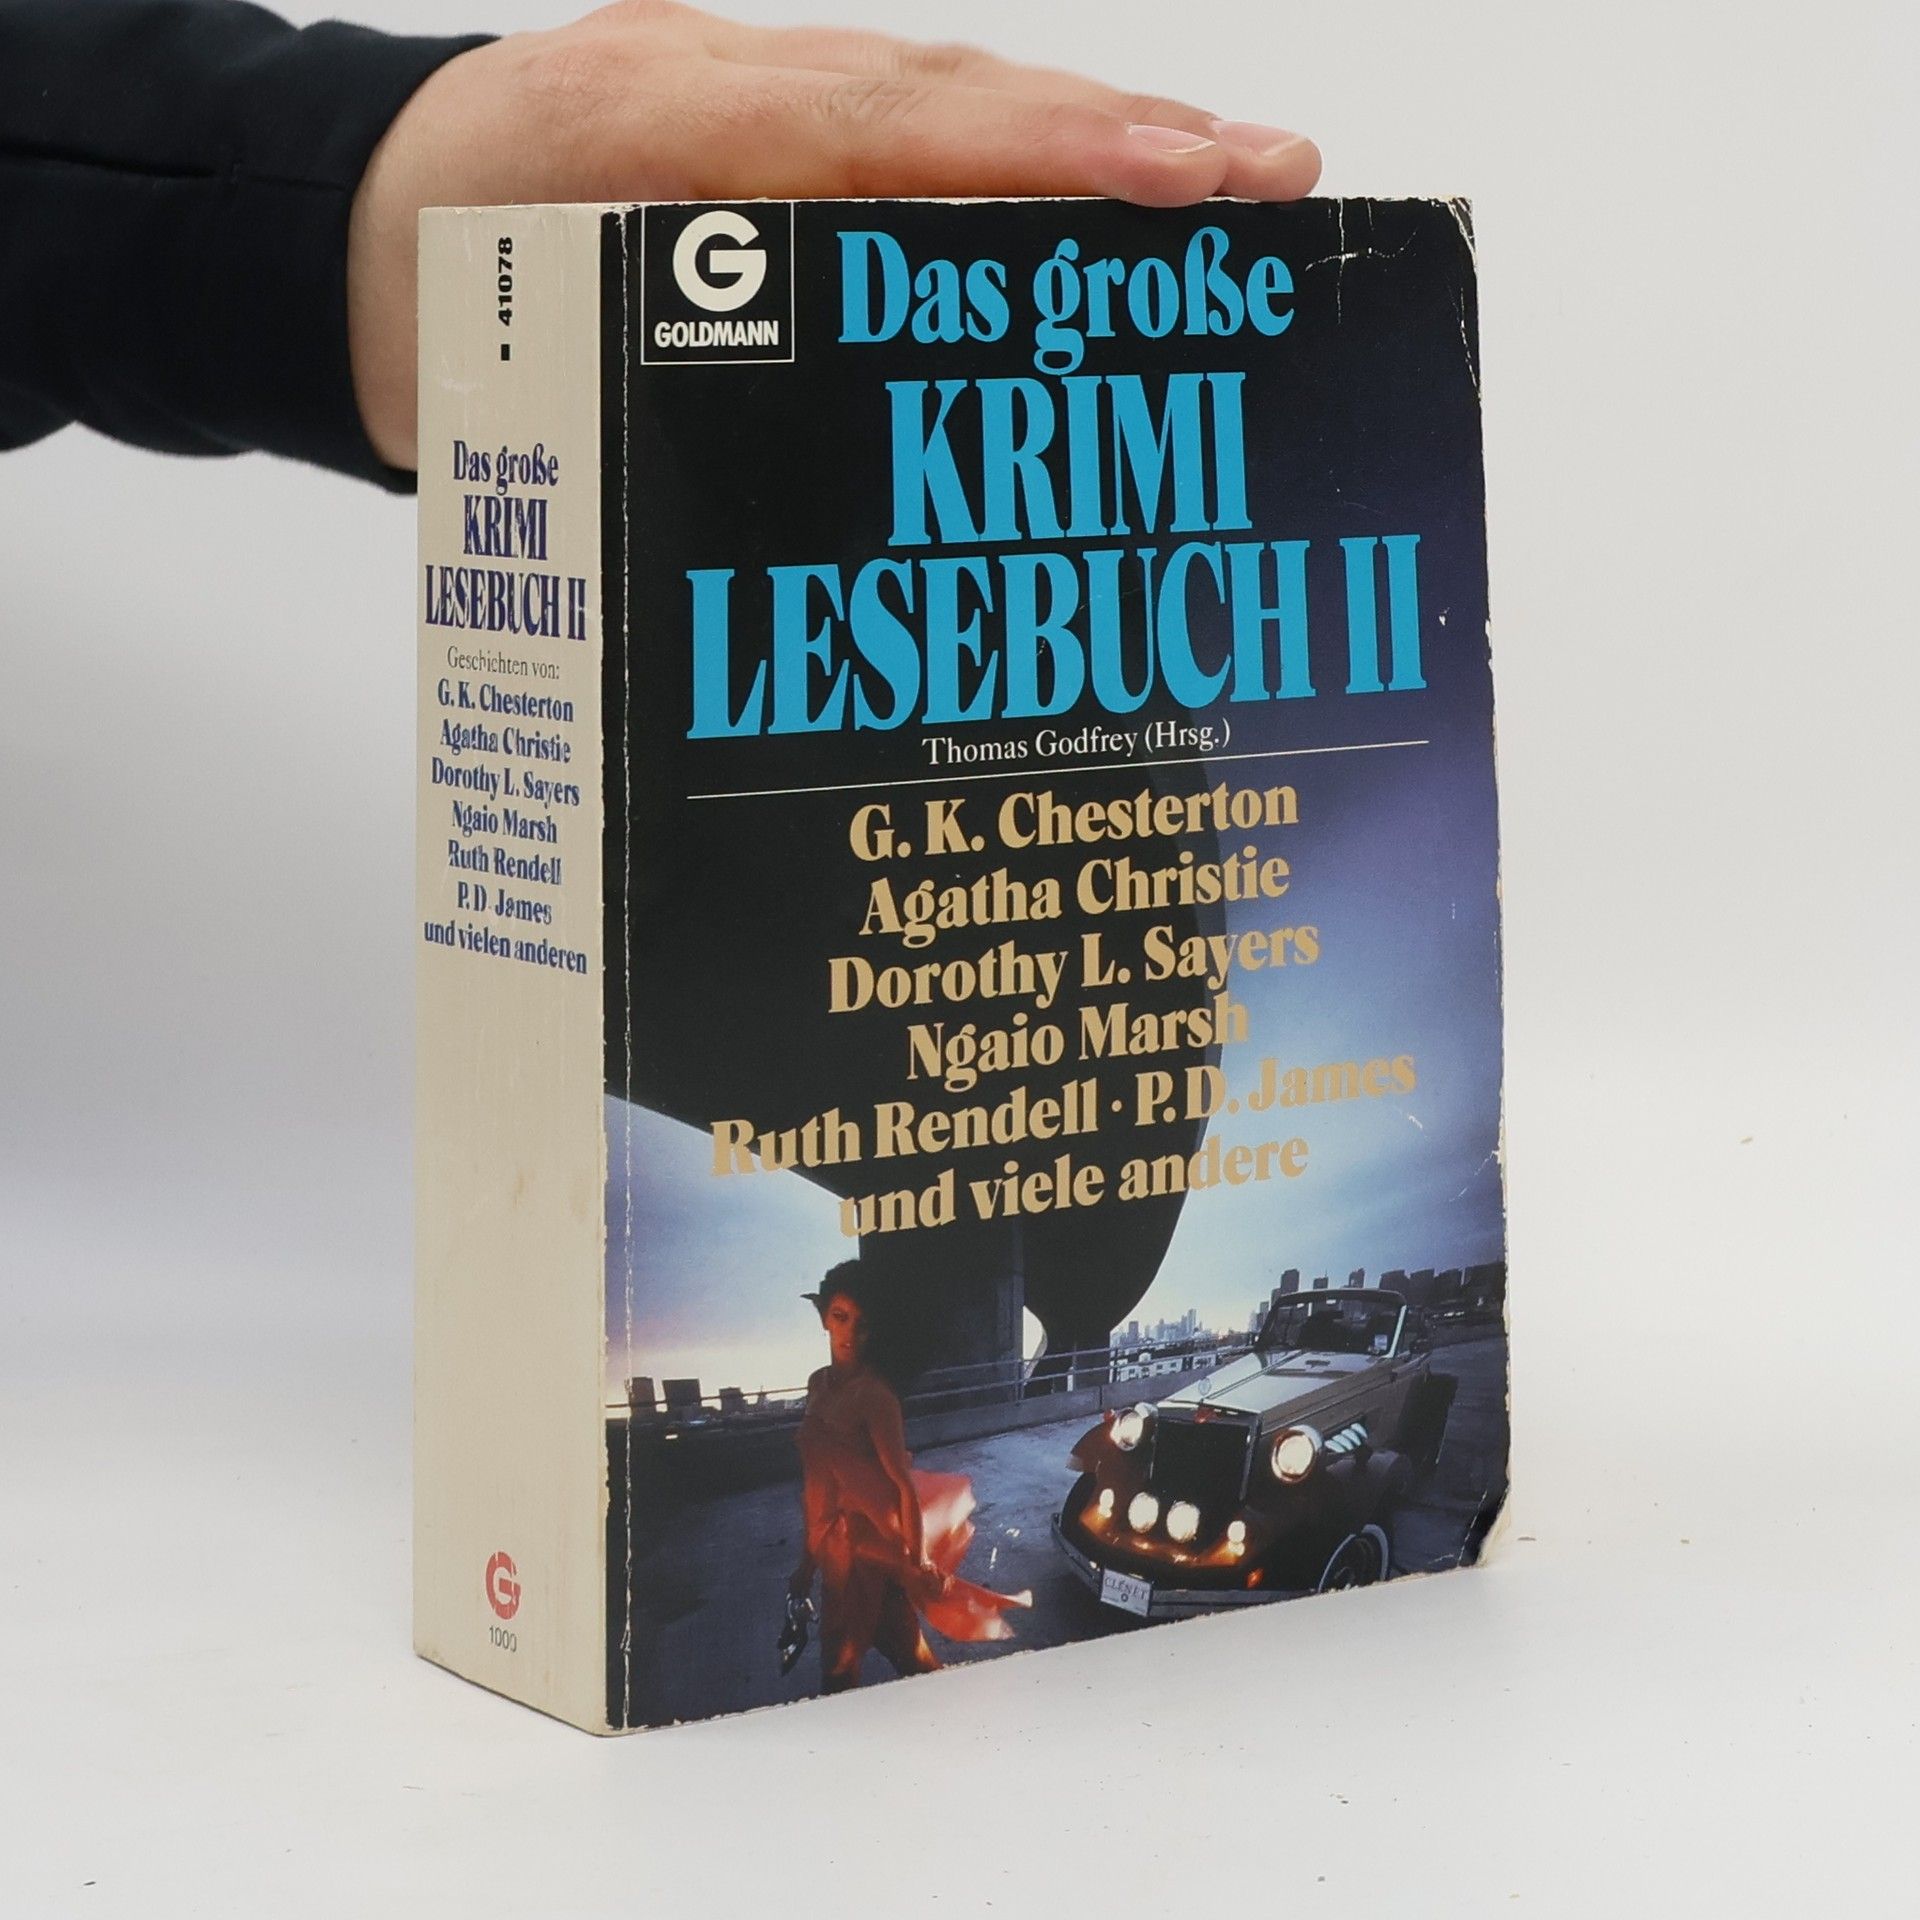 41078
Das große
KRIMI
LESEBUCH II
Geschichten von:
G. K. Chesterton
Agatha Christie
Dorothy L. Sayers
Ngaio Marsh
Ruth Rendell
P.D. James
und vielen anderen
G
1000
G
GOLDMANN
Das große
KRIMI
LESEBUCH II
Thomas Godfrey (Hrsg.)
G. K. Chesterton
Agatha Christie
Dorothy L. Sayers
Ngaio Marsh
Ruth Rendell · P.D. James
und viele andere
CLÉNET